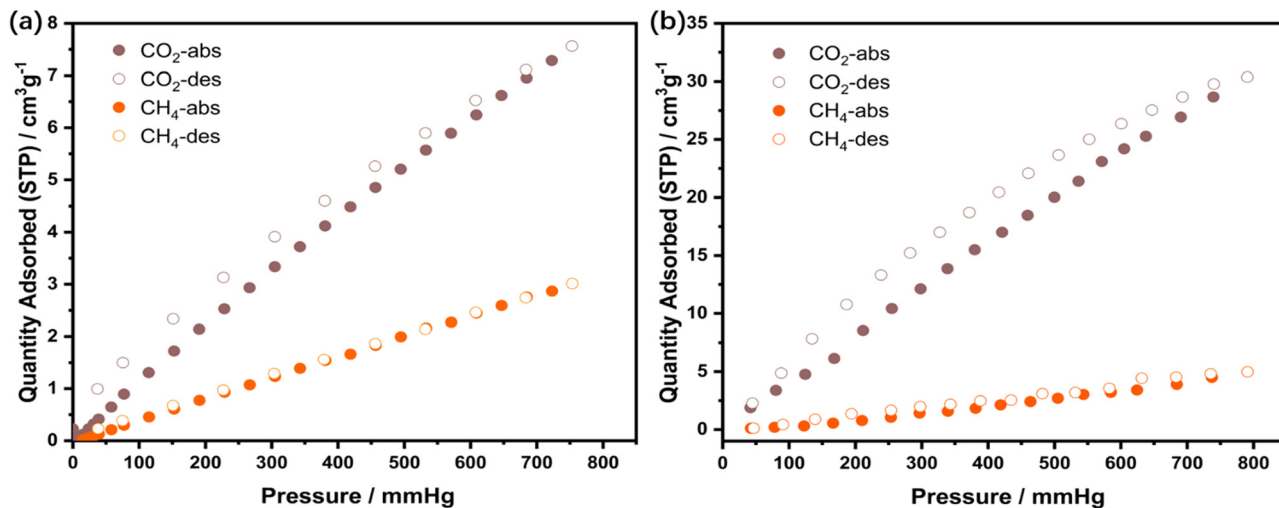 (a)
8
7
6
5
4
3
2
1
0
Quantity Adsorbed (STP) / cm³g⁻¹
CO₂-abs
CO₂-des
CH₄-abs
CH₄-des
0 100 200 300 400 500 600 700 800
Pressure / mmHg
(b)
35
30
25
20
15
10
5
0
Quantity Adsorbed (STP) / cm³g⁻¹
CO₂-abs
CO₂-des
CH₄-abs
CH₄-des
0 100 200 300 400 500 600 700 800
Pressure / mmHg